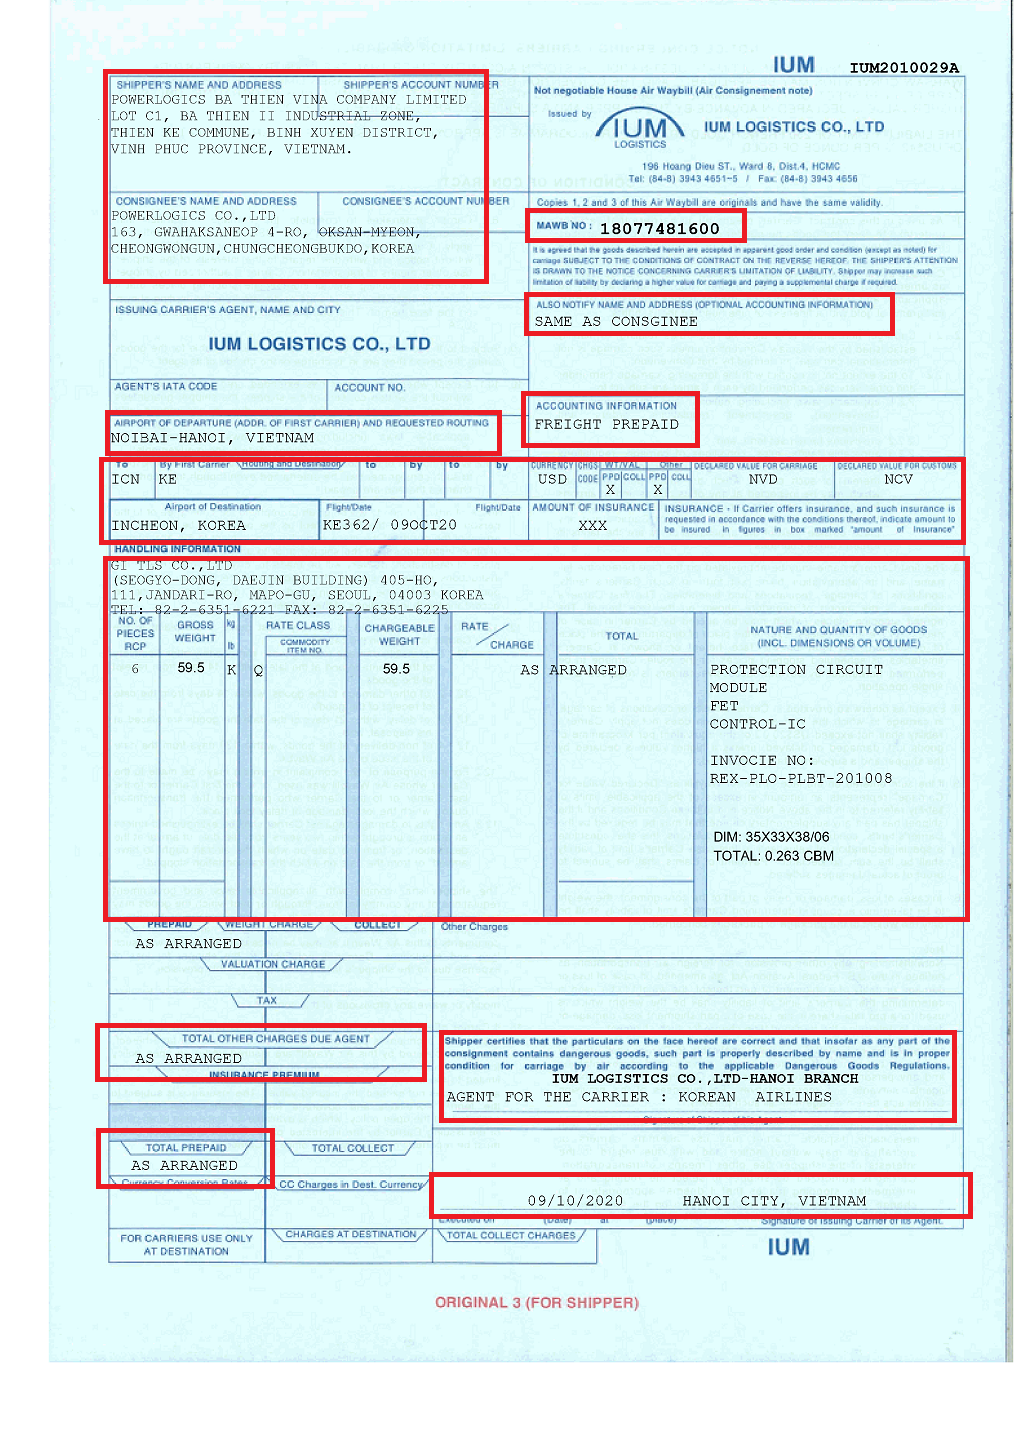 IUM IUM2010029A
SHIPPER'S NAME AND ADDRESS SHIPPER'S ACCOUNT NUMBER
POWERLOGICS BA THIEN VINA COMPANY LIMITED
LOT C1, BA THIEN II INDUSTRIAL ZONE,
THIEN KE COMMUNE, BINH XUYEN DISTRICT,
VINH PHUC PROVINCE, VIETNAM.
Not negotiable House Air Waybill (Air Consignement note)
Issued by
IUM
LOGISTICS
IUM LOGISTICS CO., LTD
196 Hoang Dieu ST., Ward 8, Dist.4, HCMC
Tel: (84-8) 3943 4651-5 / Fax: (84-8) 3943 4656
CONSIGNEE'S NAME AND ADDRESS CONSIGNEE'S ACCOUNT NUMBER
POWERLOGICS CO.,LTD
163, GWAHAKSANEOP 4-RO, OKSAN-MYEON,
CHEONGWONGUN,CHUNGCHEONGBUKDO,KOREA
Copies 1, 2 and 3 of this Air Waybill are originals and have the same validity.
MAWB NO : 18077481600
It is agreed that the goods described herein are accepted in apparent good order and condition (except as noted) for
carriage SUBJECT TO THE CONDITIONS OF CONTRACT ON THE REVERSE HEREOF. THE SHIPPER'S ATTENTION
IS DRAWN TO THE NOTICE CONCERNING CARRIER'S LIMITATION OF LIABILITY. Shipper may increase such
limitation of liability by declaring a higher value for carriage and paying a supplemental charge if required.
ISSUING CARRIER'S AGENT, NAME AND CITY
IUM LOGISTICS CO., LTD
ALSO NOTIFY NAME AND ADDRESS (OPTIONAL ACCOUNTING INFORMATION)
SAME AS CONSGINEE
AGENT'S IATA CODE ACCOUNT NO.
ACCOUNTING INFORMATION
FREIGHT PREPAID
AIRPORT OF DEPARTURE (ADDR. OF FIRST CARRIER) AND REQUESTED ROUTING
NOIBAI-HANOI, VIETNAM
To By First Carrier Routing and Destination to by to by CURRENCY CHGS CODE WT/VAL Other DECLARED VALUE FOR CARRIAGE DECLARED VALUE FOR CUSTOMS
PPD COLL PPD COLL
ICN KE USD X X NVD NCV
Airport of Destination Flight/Date Flight/Date AMOUNT OF INSURANCE
INCHEON, KOREA KE362/ 09OCT20 XXX
INSURANCE - If Carrier offers insurance, and such insurance is
requested in accordance with the conditions thereof, indicate amount to
be insured in figures in box marked "amount of Insurance"
HANDLING INFORMATION
GI TLS CO.,LTD
(SEOGYO-DONG, DAEJIN BUILDING) 405-HO,
111,JANDARI-RO, MAPO-GU, SEOUL, 04003 KOREA
TEL: 82-2-6351-6221 FAX: 82-2-6351-6225
NO. OF PIECES RCP GROSS WEIGHT kg lb RATE CLASS COMMODITY ITEM NO. CHARGEABLE WEIGHT RATE / CHARGE TOTAL NATURE AND QUANTITY OF GOODS
(INCL. DIMENSIONS OR VOLUME)
6 59.5 K Q 59.5 AS ARRANGED PROTECTION CIRCUIT
MODULE
FET
CONTROL-IC
INVOCIE NO:
REX-PLO-PLBT-201008
DIM: 35X33X38/06
TOTAL: 0.263 CBM
PREPAID WEIGHT CHARGE COLLECT Other Charges
AS ARRANGED
VALUATION CHARGE
TAX
TOTAL OTHER CHARGES DUE AGENT
AS ARRANGED
INSURANCE PREMIUM
Shipper certifies that the particulars on the face hereof are correct and that insofar as any part of the
consignment contains dangerous goods, such part is properly described by name and is in proper
condition for carriage by air according to the applicable Dangerous Goods Regulations.
IUM LOGISTICS CO.,LTD-HANOI BRANCH
AGENT FOR THE CARRIER : KOREAN AIRLINES
Signature of Shipper of his Agent
TOTAL PREPAID TOTAL COLLECT
AS ARRANGED
Currency Conversion Rates CC Charges in Dest. Currency
09/10/2020 HANOI CITY, VIETNAM
Executed on (Date) at (place) Signature of Issuing Carrier of its Agent.
FOR CARRIERS USE ONLY
AT DESTINATION
CHARGES AT DESTINATION TOTAL COLLECT CHARGES
IUM
ORIGINAL 3 (FOR SHIPPER)